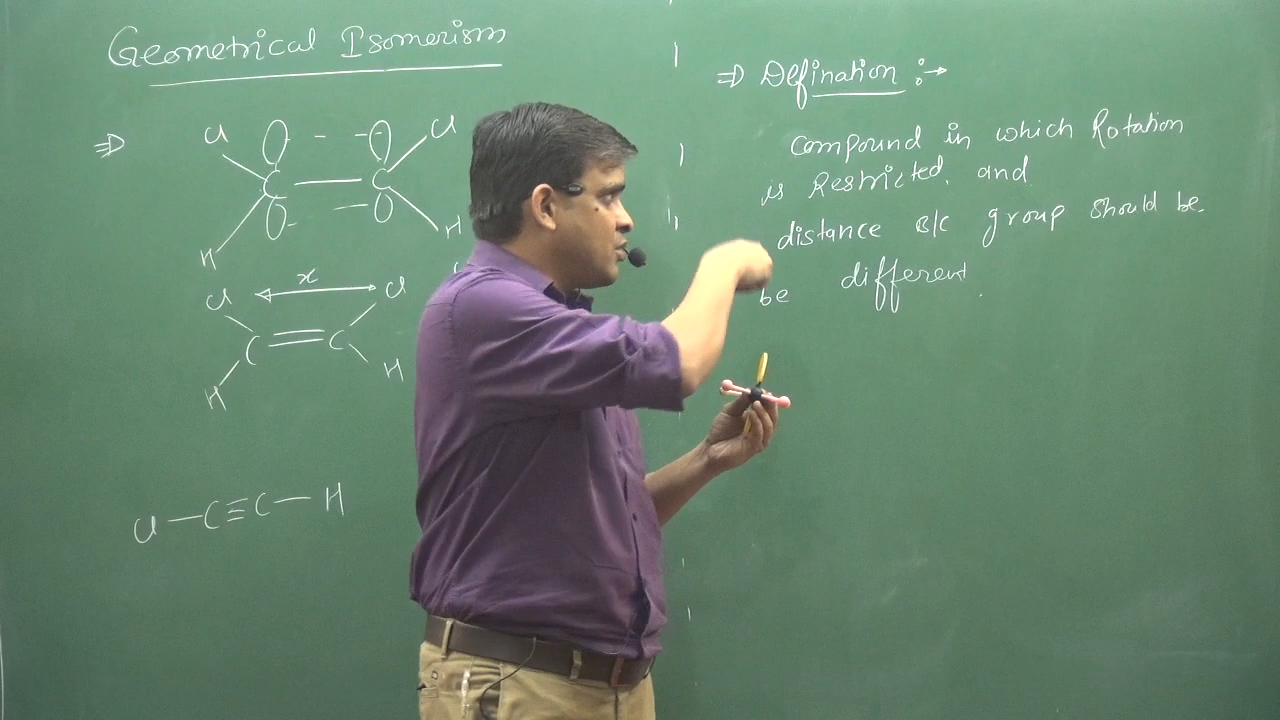 Geometrical Isomerism
⇒ Defination :→
⇒ Cl Cl
C C
H H
compound in which Rotation
is Restricted. and
distance B/C group should be
be different.
x
Cl Cl
C = C
H H
Cl — C ≡ C — H